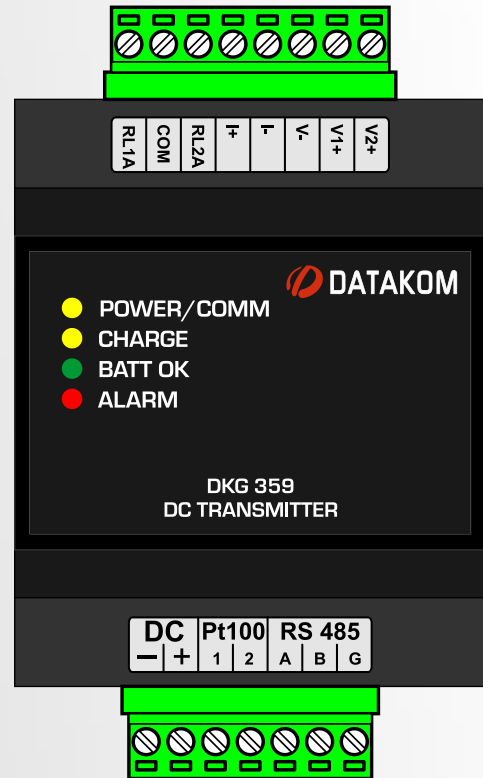 RL1A COM RL2A I+ I- V- V1+ V2+
DATAKOM
POWER/COMM
CHARGE
BATT OK
ALARM
DKG 359
DC TRANSMITTER
DC Pt100 RS 485
− + 1 2 A B G